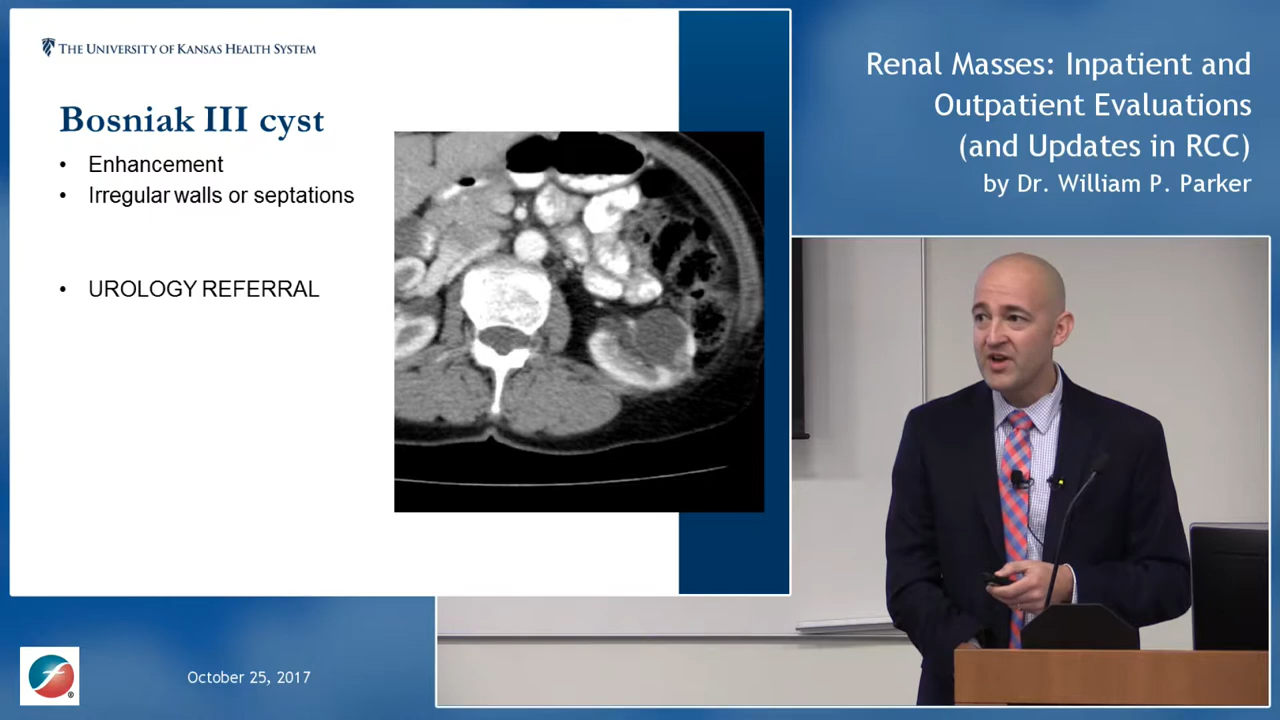 THE UNIVERSITY OF KANSAS HEALTH SYSTEM
Bosniak III cyst
• Enhancement
• Irregular walls or septations
• UROLOGY REFERRAL
Renal Masses: Inpatient and
Outpatient Evaluations
(and Updates in RCC)
by Dr. William P. Parker
October 25, 2017
f
®